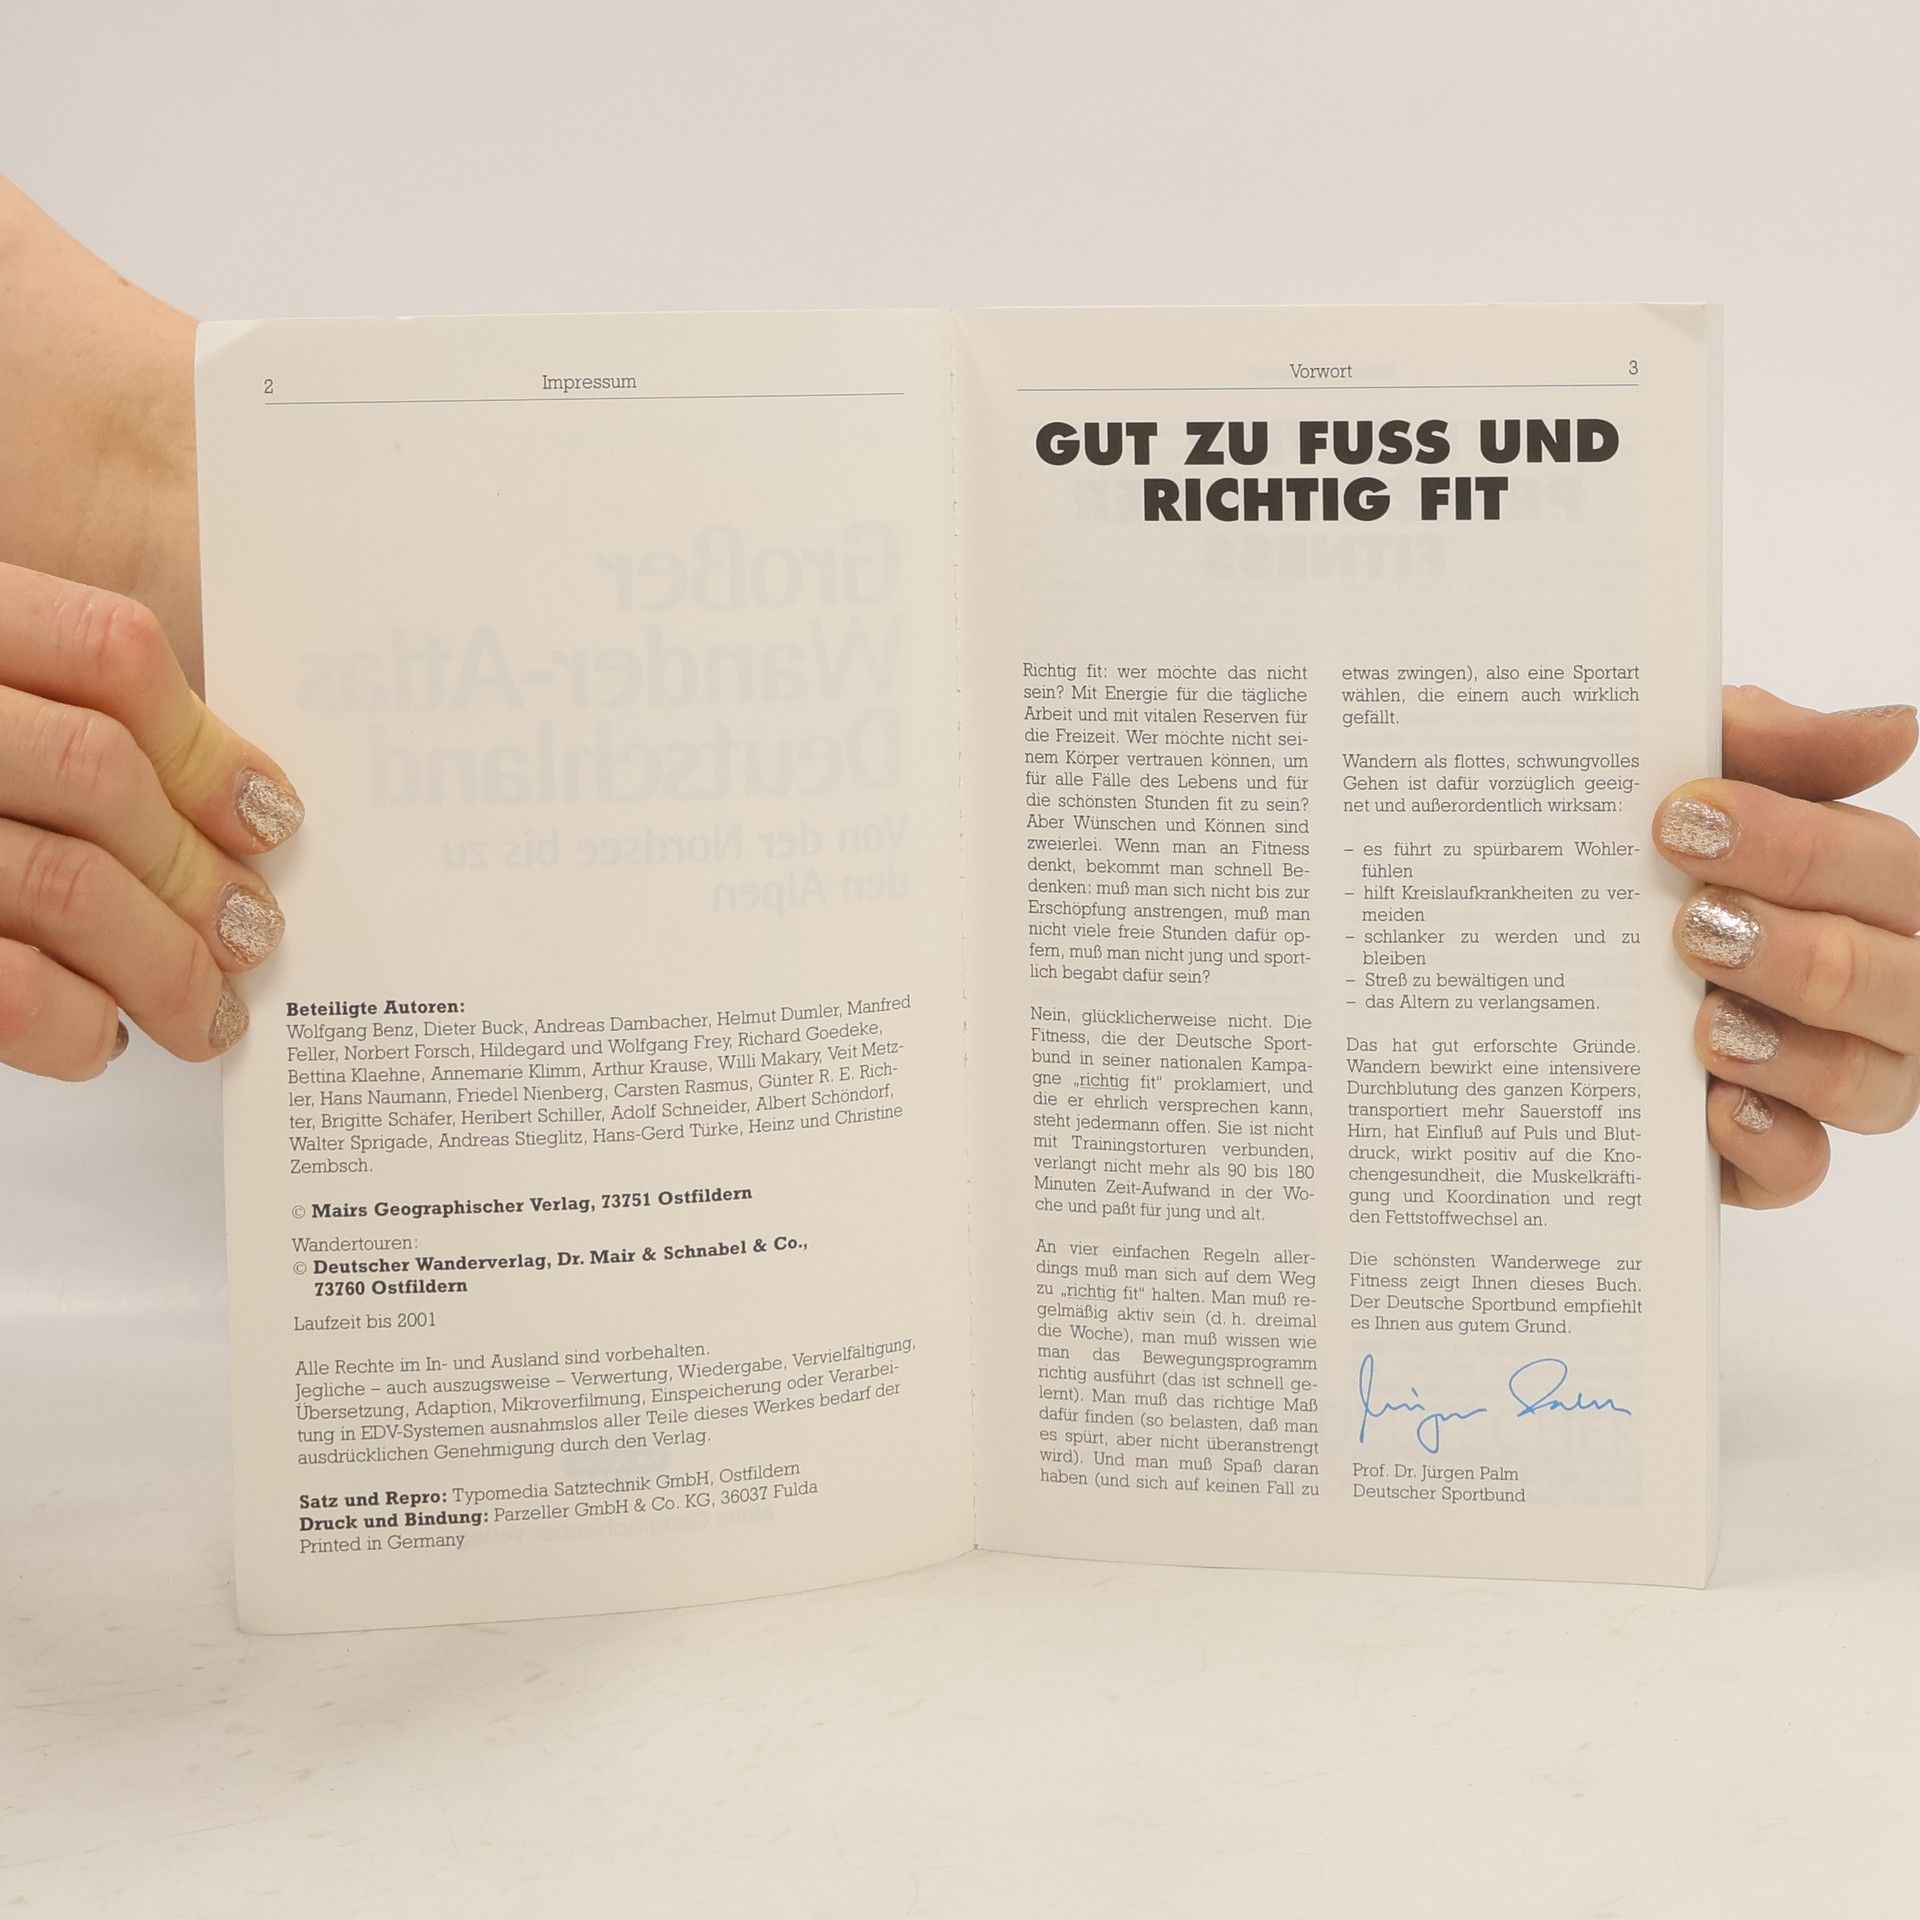 2
Impressum
Beteiligte Autoren:
Wolfgang Benz, Dieter Buck, Andreas Dambacher, Helmut Dumler, Manfred
Feller, Norbert Forsch, Hildegard und Wolfgang Frey, Richard Goedeke,
Bettina Klaehne, Annemarie Klimm, Arthur Krause, Willi Makary, Veit Metz-
ler, Hans Naumann, Friedel Nienberg, Carsten Rasmus, Günter R. E. Rich-
ter, Brigitte Schäfer, Heribert Schiller, Adolf Schneider, Albert Schöndorf,
Walter Sprigade, Andreas Stieglitz, Hans-Gerd Türke, Heinz und Christine
Zembsch.
© Mairs Geographischer Verlag, 73751 Ostfildern
Wandertouren:
© Deutscher Wanderverlag, Dr. Mair & Schnabel & Co.,
73760 Ostfildern
Laufzeit bis 2001
Alle Rechte im In- und Ausland sind vorbehalten.
Jegliche – auch auszugsweise – Verwertung, Wiedergabe, Vervielfältigung,
Übersetzung, Adaption, Mikroverfilmung, Einspeicherung oder Verarbei-
tung in EDV-Systemen ausnahmslos aller Teile dieses Werkes bedarf der
ausdrücklichen Genehmigung durch den Verlag.
Satz und Repro: Typomedia Satztechnik GmbH, Ostfildern
Druck und Bindung: Parzeller GmbH & Co. KG, 36037 Fulda
Printed in Germany
Vorwort
3
GUT ZU FUSS UND
RICHTIG FIT
Richtig fit: wer möchte das nicht
sein? Mit Energie für die tägliche
Arbeit und mit vitalen Reserven für
die Freizeit. Wer möchte nicht sei-
nem Körper vertrauen können, um
für alle Fälle des Lebens und für
die schönsten Stunden fit zu sein?
Aber Wünschen und Können sind
zweierlei. Wenn man an Fitness
denkt, bekommt man schnell Be-
denken: muß man sich nicht bis zur
Erschöpfung anstrengen, muß man
nicht viele freie Stunden dafür op-
fern, muß man nicht jung und sport-
lich begabt dafür sein?
Nein, glücklicherweise nicht. Die
Fitness, die der Deutsche Sport-
bund in seiner nationalen Kampa-
gne „richtig fit“ proklamiert, und
die er ehrlich versprechen kann,
steht jedermann offen. Sie ist nicht
mit Trainingstorturen verbunden,
verlangt nicht mehr als 90 bis 180
Minuten Zeit-Aufwand in der Wo-
che und paßt für jung und alt.
An vier einfachen Regeln aller-
dings muß man sich auf dem Weg
zu „richtig fit“ halten. Man muß re-
gelmäßig aktiv sein (d. h. dreimal
die Woche), man muß wissen wie
man das Bewegungsprogramm
richtig ausführt (das ist schnell ge-
lernt). Man muß das richtige Maß
dafür finden (so belasten, daß man
es spürt, aber nicht überanstrengt
wird). Und man muß Spaß daran
haben (und sich auf keinen Fall zu
etwas zwingen), also eine Sportart
wählen, die einem auch wirklich
gefällt.
Wandern als flottes, schwungvolles
Gehen ist dafür vorzüglich geeig-
net und außerordentlich wirksam:
– es führt zu spürbarem Wohler-
fühlen
– hilft Kreislaufkrankheiten zu ver-
meiden
– schlanker zu werden und zu
bleiben
– Streß zu bewältigen und
– das Altern zu verlangsamen.
Das hat gut erforschte Gründe.
Wandern bewirkt eine intensivere
Durchblutung des ganzen Körpers,
transportiert mehr Sauerstoff ins
Hirn, hat Einfluß auf Puls und Blut-
druck, wirkt positiv auf die Kno-
chengesundheit, die Muskelkräfti-
gung und Koordination und regt
den Fettstoffwechsel an.
Die schönsten Wanderwege zur
Fitness zeigt Ihnen dieses Buch.
Der Deutsche Sportbund empfiehlt
es Ihnen aus gutem Grund.
Jürgen Palm
Prof. Dr. Jürgen Palm
Deutscher Sportbund